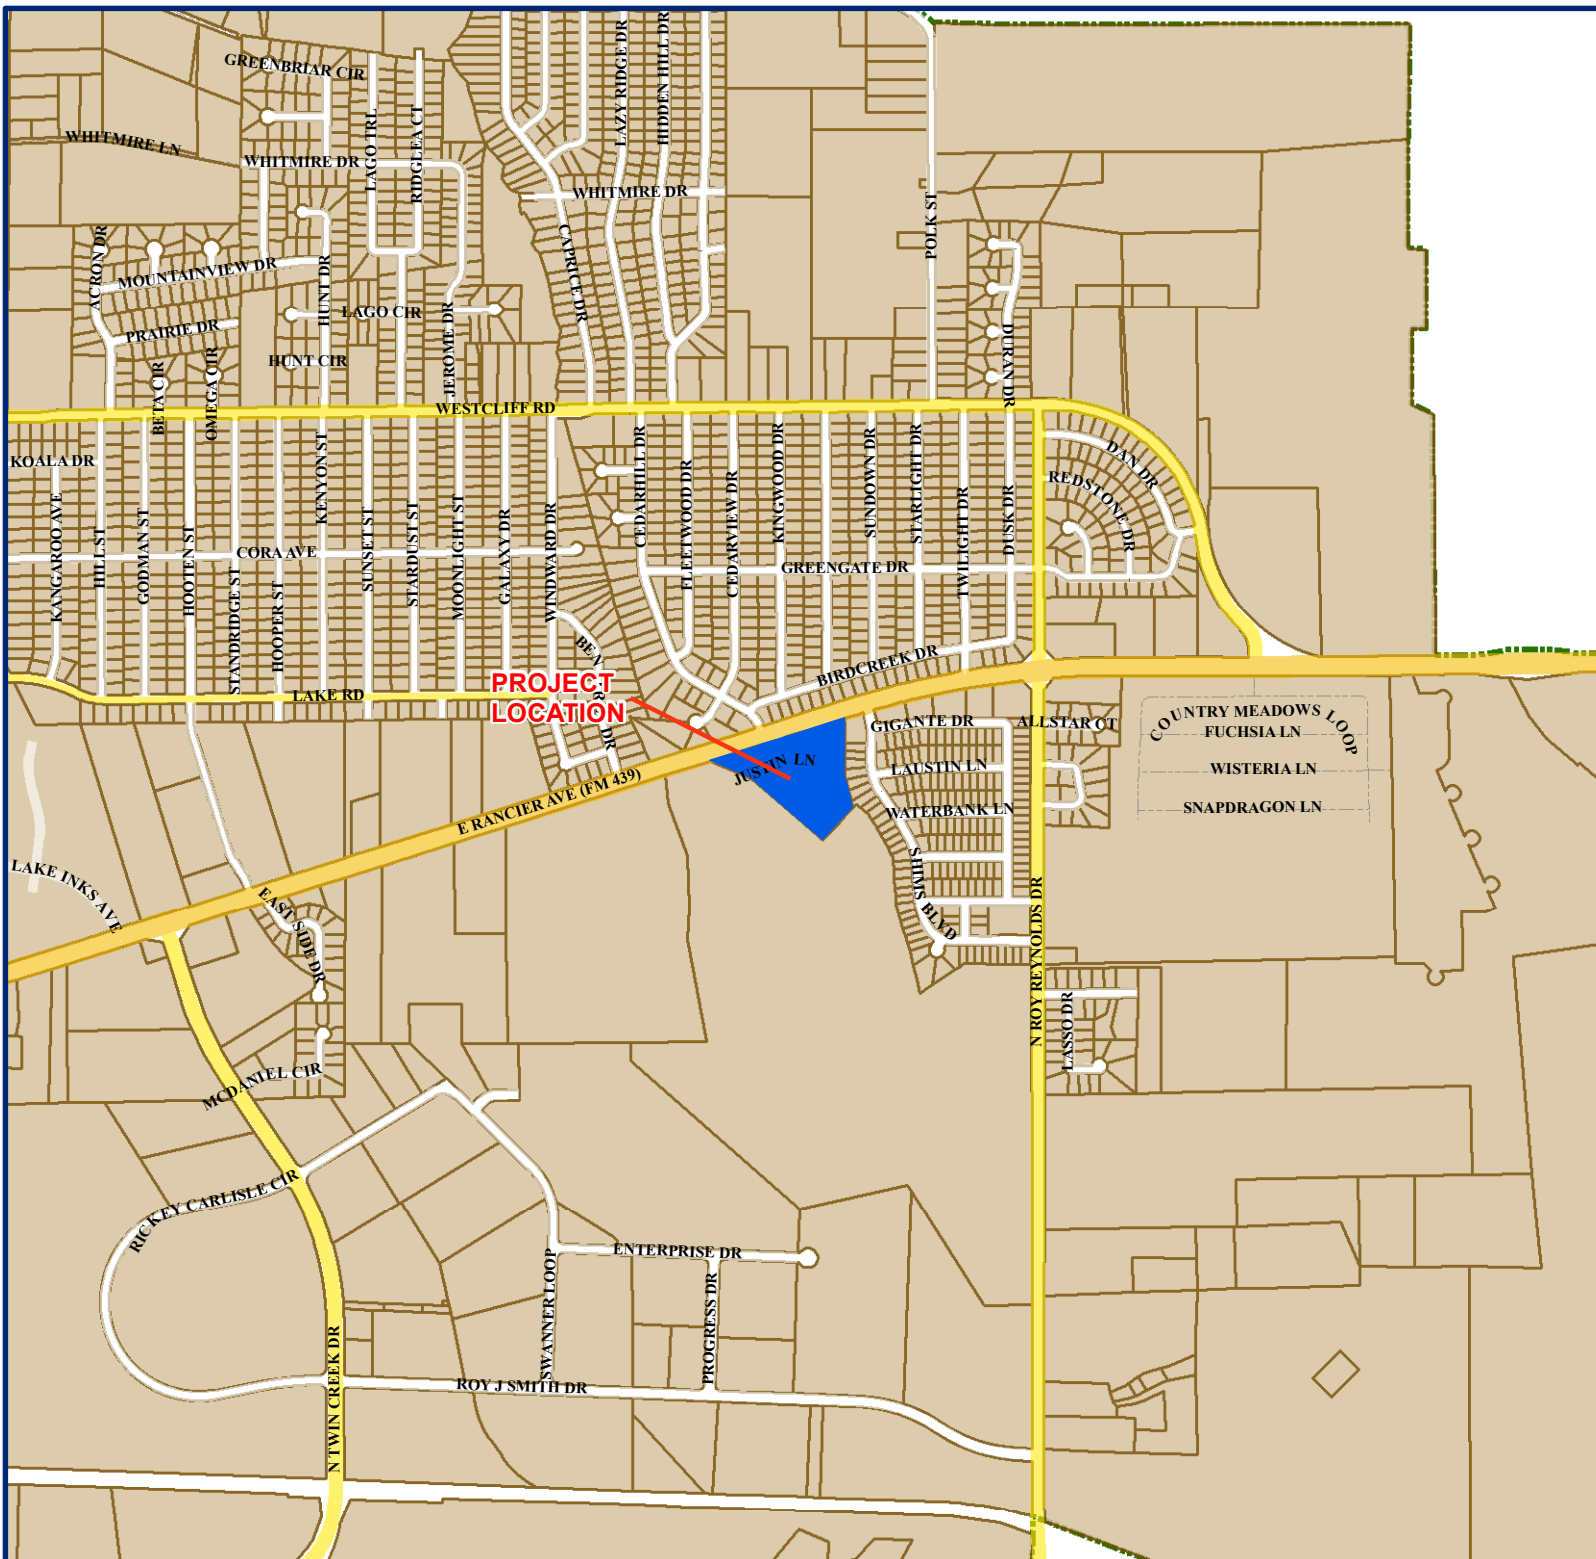 GREENBRIAR CIR
LAZY RIDGE DR
HIDDEN HILL DR
WHITMIRE LN
WHITMIRE DR
LAGO TRL
RIDGLEA CT
WHITMIRE DR
POLK ST
ACRON DR
MOUNTAINVIEW DR
HUNT DR
CAPRICE DR
LAGO CIR
PRAIRIE DR
JEROME DR
DURAN DR
HUNT CIR
BETA CIR
OMEGA CIR
WESTCLIFF RD
KOALA DR
KANGAROO AVE
HILL ST
GODMAN ST
HOOTEN ST
STANDRIDGE ST
HOOPER ST
KENYON ST
SUNSET ST
STARDUST ST
MOONLIGHT ST
GALAXY DR
WINDWARD DR
CORA AVE
CEDARHILL DR
FLEETWOOD DR
CEDARVIEW DR
KINGWOOD DR
SUNDOWN DR
STARLIGHT DR
TWILIGHT DR
DUSK DR
DAN DR
REDSTONE DR
GREENGATE DR
BIRDCREEK DR
LAKE RD
PROJECT
LOCATION
GIGANTE DR
ALLSTAR CT
COUNTRY MEADOWS LOOP
FUCHSIA LN
JUSTIN LN
LAUSTIN LN
WISTERIA LN
WATERBANK LN
SNAPDRAGON LN
E RANCIER AVE (FM 439)
SHIMS BLVD
LAKE INKS AVE
EAST SIDE DR
N ROY REYNOLDS DR
LASSO DR
MCDANIEL CIR
RICKEY CARLISLE CIR
ENTERPRISE DR
SWANNER LOOP
PROGRESS DR
N TWIN CREEK DR
ROY J SMITH DR